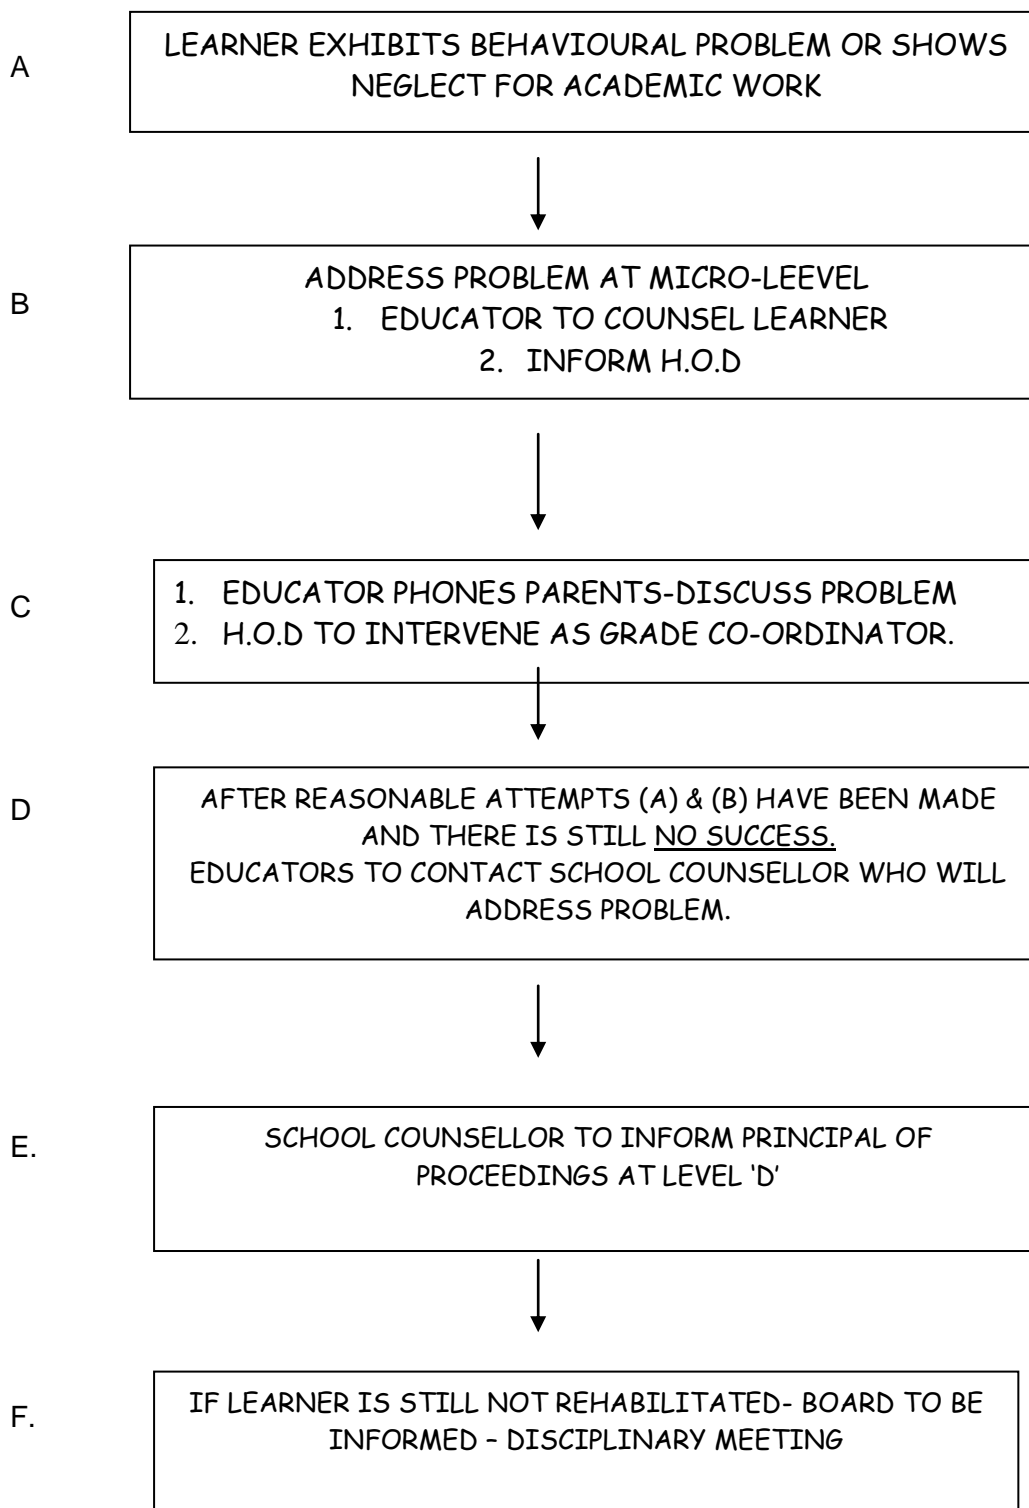 A
LEARNER EXHIBITS BEHAVIOURAL PROBLEM OR SHOWS
NEGLECT FOR ACADEMIC WORK
B
ADDRESS PROBLEM AT MICRO-LEEVEL
1. EDUCATOR TO COUNSEL LEARNER
2. INFORM H.O.D
C
1. EDUCATOR PHONES PARENTS-DISCUSS PROBLEM
2. H.O.D TO INTERVENE AS GRADE CO-ORDINATOR.
D
AFTER REASONABLE ATTEMPTS (A) & (B) HAVE BEEN MADE
AND THERE IS STILL NO SUCCESS.
EDUCATORS TO CONTACT SCHOOL COUNSELLOR WHO WILL
ADDRESS PROBLEM.
E.
SCHOOL COUNSELLOR TO INFORM PRINCIPAL OF
PROCEEDINGS AT LEVEL ‘D’
F.
IF LEARNER IS STILL NOT REHABILITATED- BOARD TO BE
INFORMED – DISCIPLINARY MEETING